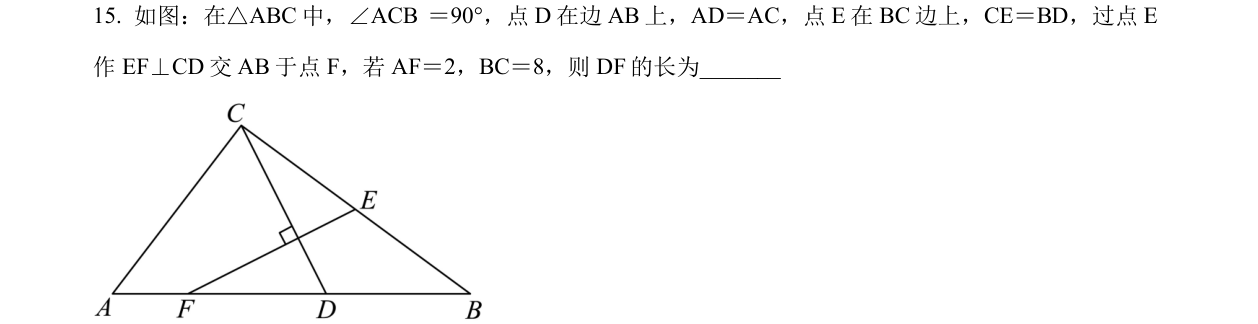 15. 如图：在△ABC 中，∠ACB ＝90°，点 D 在边 AB 上，AD＝AC，点 E 在 BC 边上，CE＝BD，过点 E
作 EF⊥CD 交 AB 于点 F，若 AF＝2，BC＝8，则 DF 的长为_______
C
E
A
F
D
B